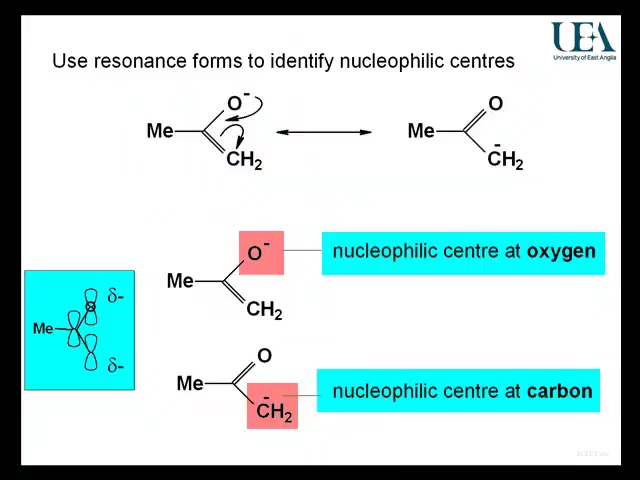 UEA
University of East Anglia
Use resonance forms to identify nucleophilic centres
O-
Me
CH2
O
Me
-
CH2
O-
nucleophilic centre at oxygen
Me
CH2
δ-
Me
δ-
O
Me
-
CH2
nucleophilic centre at carbon